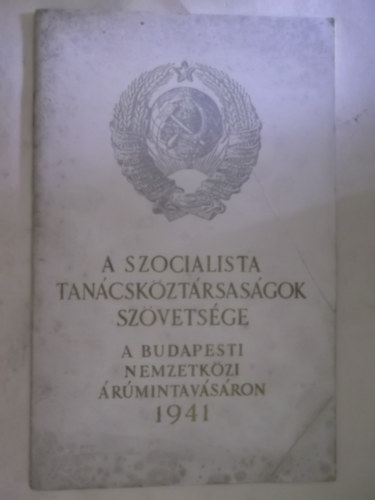 A SZOCIALISTA
TANÁCSKÖZTÁRSASÁGOK
SZÖVETSÉGE
A BUDAPESTI
NEMZETKÖZI
ÁRÚMINTAVÁSÁRON
1941